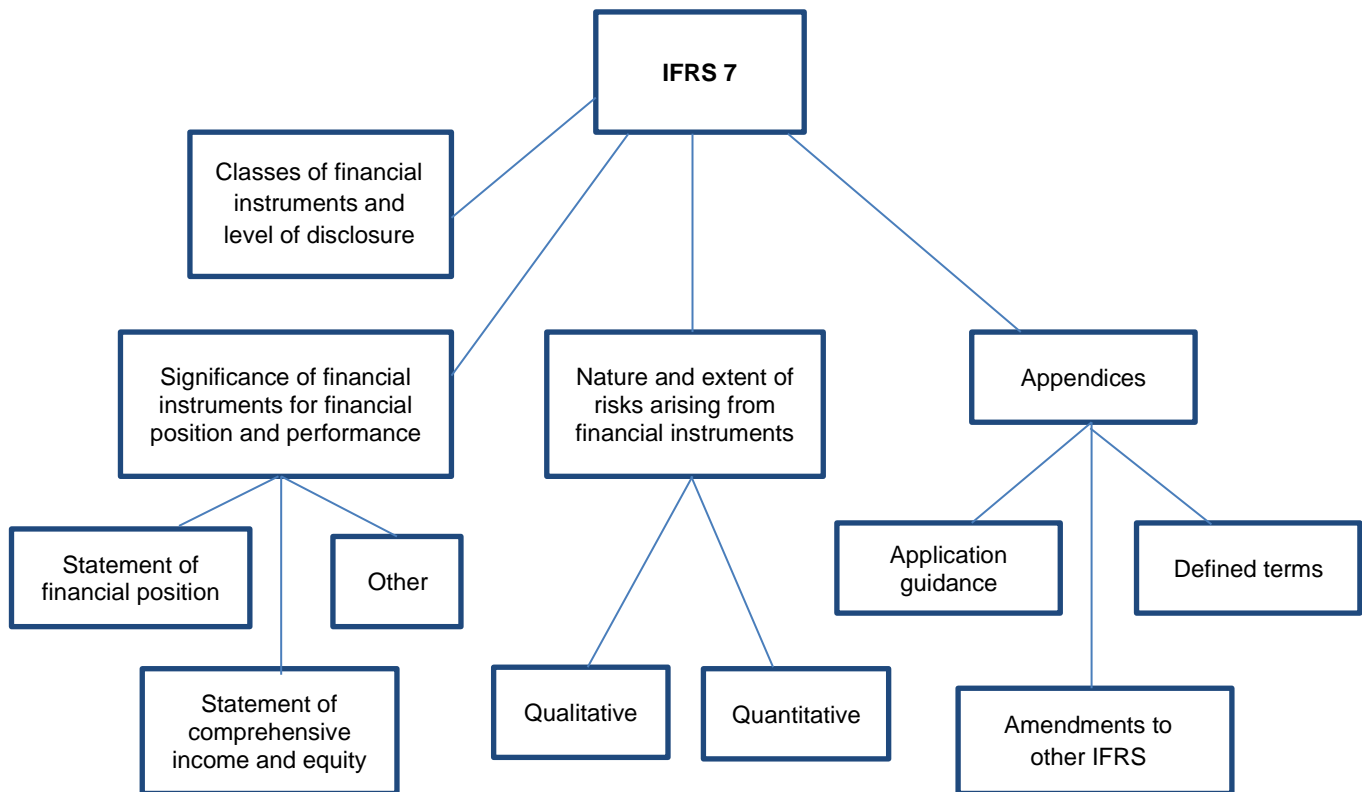 IFRS 7
Classes of financial
instruments and
level of disclosure
Significance of financial
instruments for financial
position and performance
Nature and extent of
risks arising from
financial instruments
Appendices
Statement of
financial position
Other
Application
guidance
Defined terms
Statement of
comprehensive
income and equity
Qualitative
Quantitative
Amendments to
other IFRS